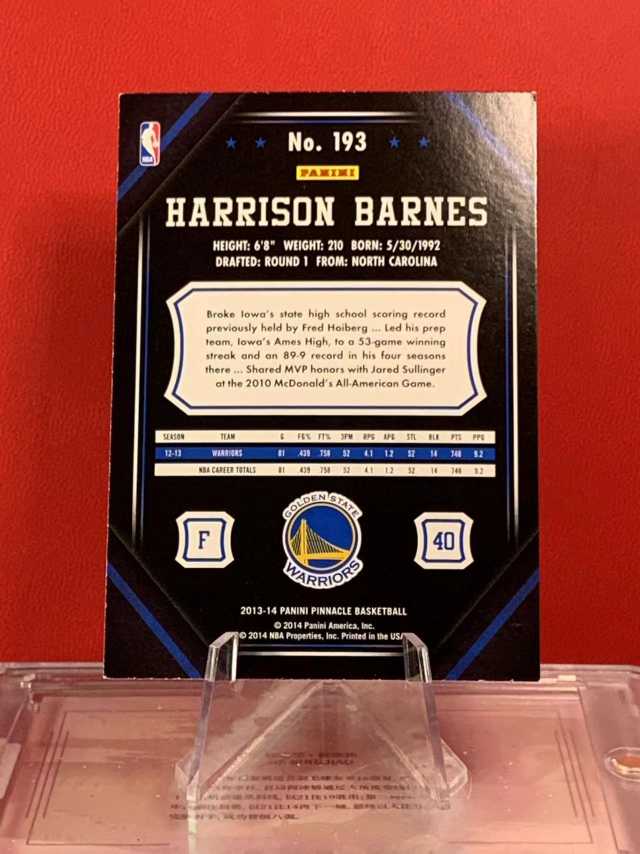 NBA
No. 193
PANINI
HARRISON BARNES
HEIGHT: 6'8" WEIGHT: 210 BORN: 5/30/1992
DRAFTED: ROUND 1 FROM: NORTH CAROLINA
Broke Iowa's state high school scoring record
previously held by Fred Hoiberg ... Led his prep
team, Iowa's Ames High, to a 53-game winning
streak and an 89-9 record in his four seasons
there ... Shared MVP honors with Jared Sullinger
at the 2010 McDonald's All-American Game.
SEASON TEAM G FG% FT% 3PM RPG APG STL BLK PTS PPG
12-13 WARRIORS 81 .439 .758 52 4.1 1.2 52 14 746 9.2
NBA CAREER TOTALS 81 .439 .758 52 4.1 1.2 52 14 746 9.2
GOLDEN STATE
F
40
WARRIORS
2013-14 PANINI PINNACLE BASKETBALL
© 2014 Panini America, Inc.
© 2014 NBA Properties, Inc. Printed in the USA